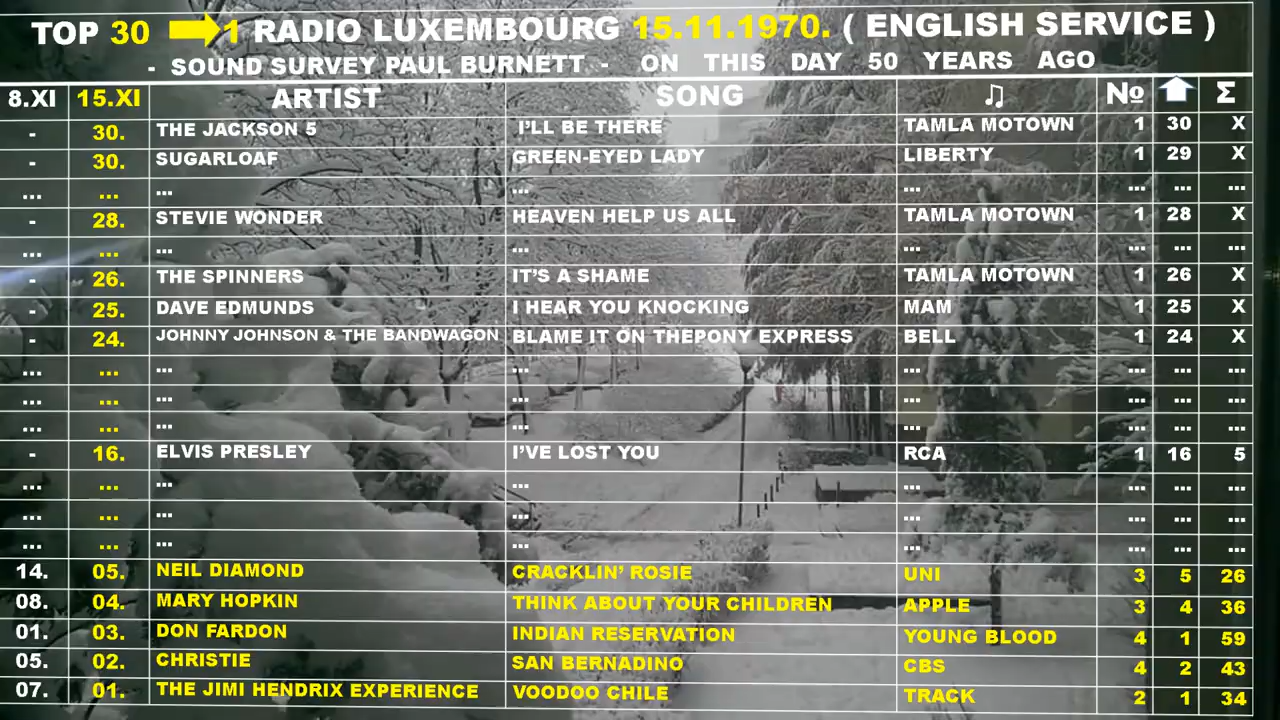 TOP 30 1 RADIO LUXEMBOURG 15.11.1970. ( ENGLISH SERVICE )
- SOUND SURVEY PAUL BURNETT - ON THIS DAY 50 YEARS AGO
8.XI 15.XI ARTIST SONG ♫ № Σ
- 30. THE JACKSON 5 I'LL BE THERE TAMLA MOTOWN 1 30 X
- 30. SUGARLOAF GREEN-EYED LADY LIBERTY 1 29 X
... ... ... ... ... ... ... ...
- 28. STEVIE WONDER HEAVEN HELP US ALL TAMLA MOTOWN 1 28 X
... ... ... ... ... ... ... ...
- 26. THE SPINNERS IT'S A SHAME TAMLA MOTOWN 1 26 X
- 25. DAVE EDMUNDS I HEAR YOU KNOCKING MAM 1 25 X
- 24. JOHNNY JOHNSON & THE BANDWAGON BLAME IT ON THEPONY EXPRESS BELL 1 24 X
... ... ... ... ... ... ... ...
... ... ... ... ... ... ... ...
... ... ... ... ... ... ... ...
- 16. ELVIS PRESLEY I'VE LOST YOU RCA 1 16 5
... ... ... ... ... ... ... ...
... ... ... ... ... ... ... ...
... ... ... ... ... ... ... ...
14. 05. NEIL DIAMOND CRACKLIN' ROSIE UNI 3 5 26
08. 04. MARY HOPKIN THINK ABOUT YOUR CHILDREN APPLE 3 4 36
01. 03. DON FARDON INDIAN RESERVATION YOUNG BLOOD 4 1 59
05. 02. CHRISTIE SAN BERNADINO CBS 4 2 43
07. 01. THE JIMI HENDRIX EXPERIENCE VOODOO CHILE TRACK 2 1 34